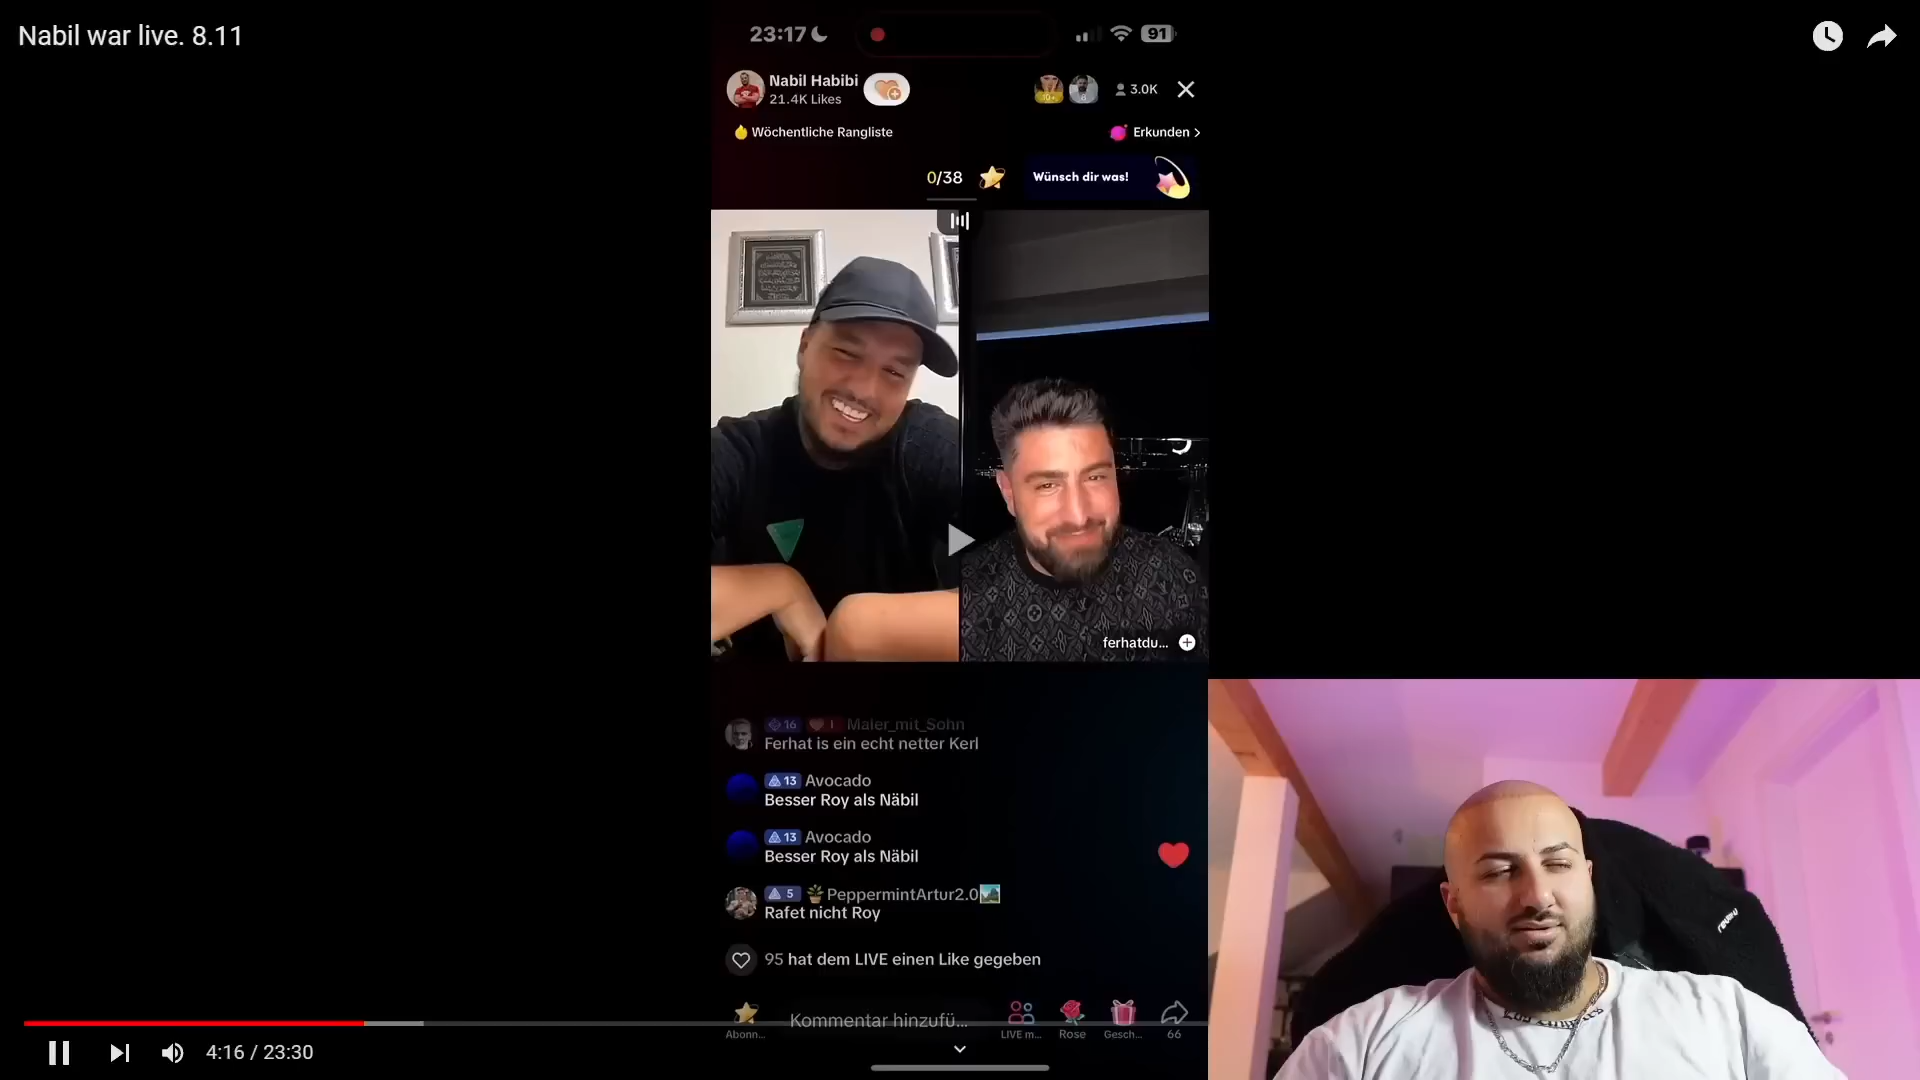 Nabil war live. 8.11
23:17
91
Nabil Habibi
21.4K Likes
3.0K
Wöchentliche Rangliste
Erkunden >
0/38
Wünsch dir was!
ferhatdu...
16 Maler_mit_Sohn
Ferhat is ein echt netter Kerl
13 Avocado
Besser Roy als Näbil
13 Avocado
Besser Roy als Näbil
5 PeppermintArtur2.0
Rafet nicht Roy
95 hat dem LIVE einen Like gegeben
Kommentar hinzufü...
Abonn...
LIVE m...
Rose
Gesch...
66
4:16 / 23:30